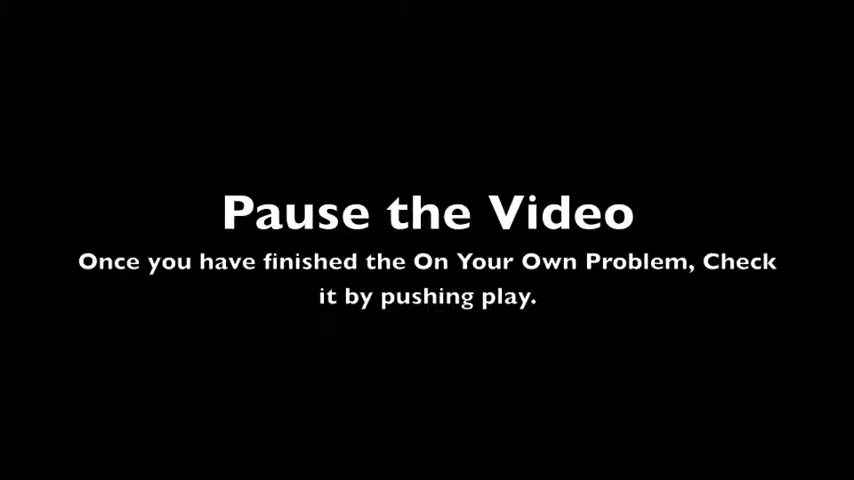 Pause the Video
Once you have finished the On Your Own Problem, Check
it by pushing play.